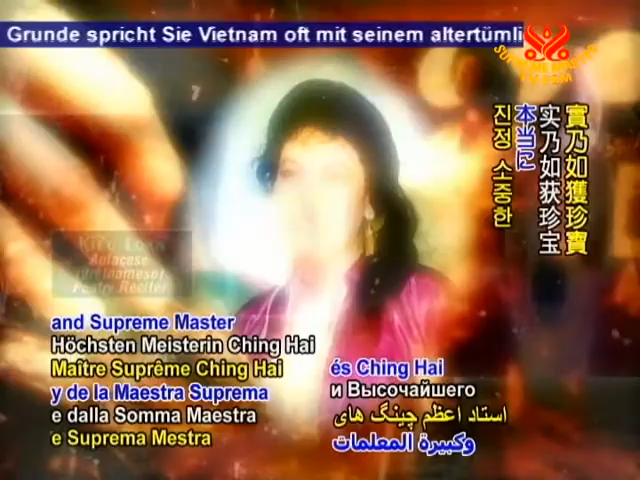 Grunde spricht Sie Vietnam oft mit seinem altertümli
SUPREME MASTER
實乃如獲珍寶
实乃如获珍宝
本当に
진정 소중한
and Supreme Master
Höchsten Meisterin Ching Hai
Maître Suprême Ching Hai
y de la Maestra Suprema
e dalla Somma Maestra
e Suprema Mestra
és Ching Hai
и Высочайшего
استاد اعظم چینگ های
وكبيرة المعلمات